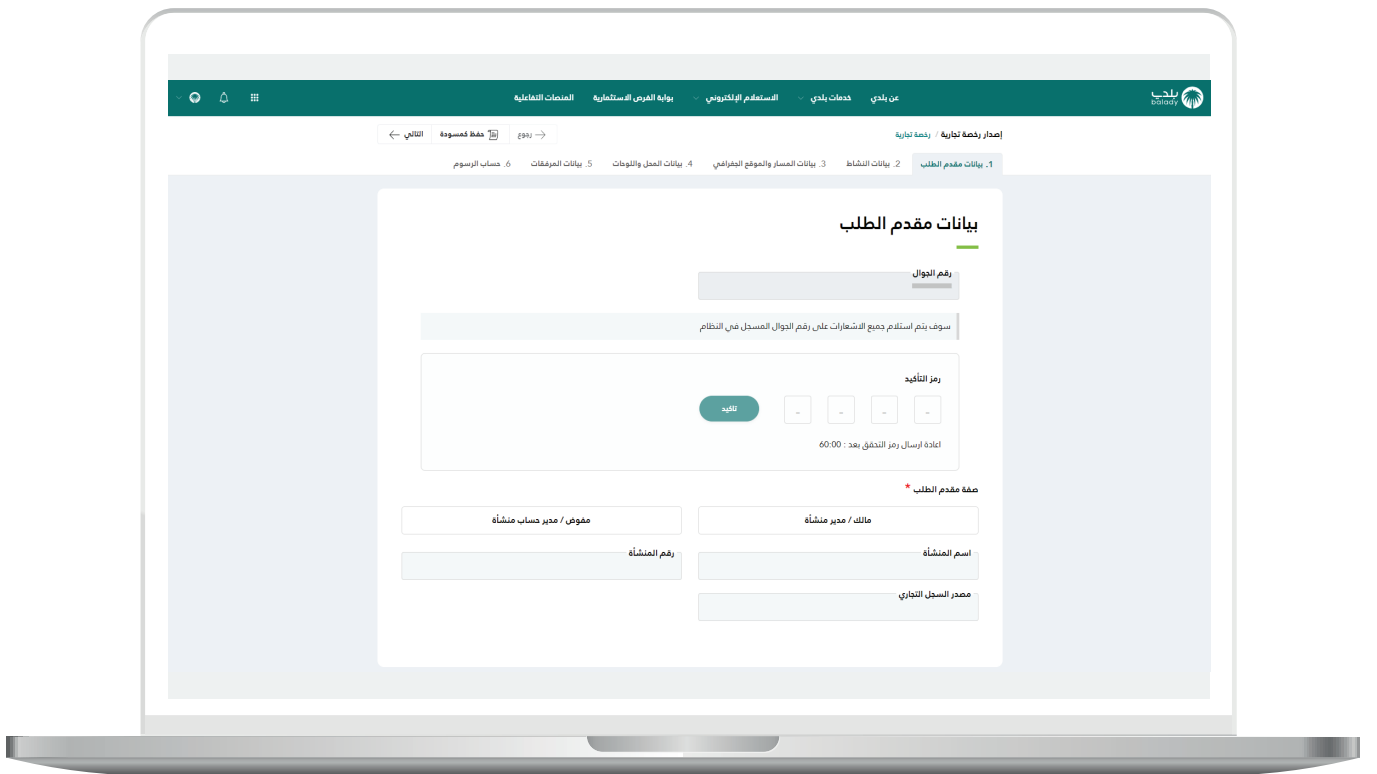 بلدي
balady
عن بلدي خدمات بلدي الاستعلام الإلكتروني بوابة الفرص الاستثمارية المنصات التفاعلية
إصدار رخصة تجارية / رخصة تجارية
رجوع حفظ كمسودة التالي
1. بيانات مقدم الطلب 2. بيانات النشاط 3. بيانات المسار والموقع الجغرافي 4. بيانات المحل واللوحات 5. بيانات المرفقات 6. حساب الرسوم
بيانات مقدم الطلب
رقم الجوال
سوف يتم استلام جميع الاشعارات على رقم الجوال المسجل في النظام
رمز التأكيد
- - - - تاكيد
اعادة ارسال رمز التحقق بعد : 60:00
صفة مقدم الطلب *
مالك / مدير منشأة مفوض / مدير حساب منشأة
اسم المنشأة رقم المنشأة
مصدر السجل التجاري